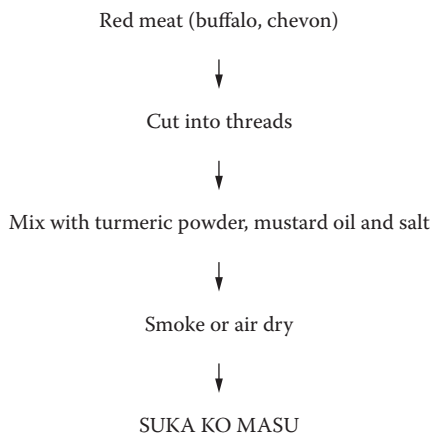 Red meat (buffalo, chevon)
Cut into threads
Mix with turmeric powder, mustard oil and salt
Smoke or air dry
SUKA KO MASU